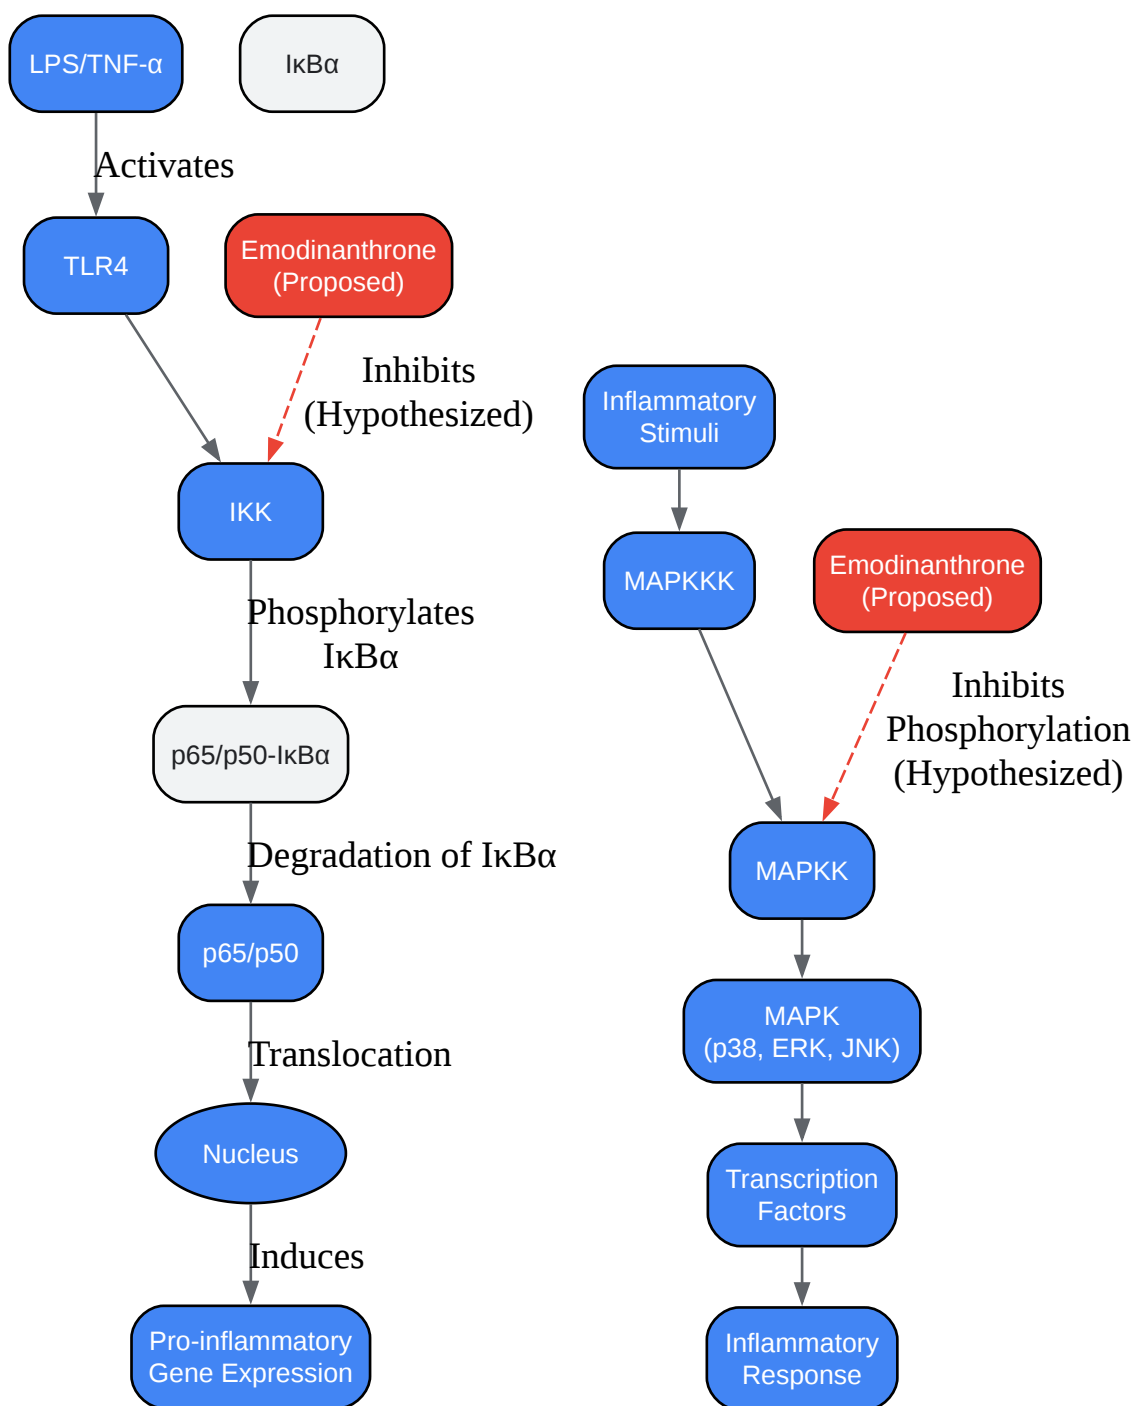 LPS/TNF-α
IκBα
Activates
TLR4
Emodinanthrone
(Proposed)
Inhibits
(Hypothesized)
IKK
Phosphorylates
IκBα
p65/p50-IκBα
Degradation of IκBα
p65/p50
Translocation
Nucleus
Induces
Pro-inflammatory
Gene Expression
Inflammatory
Stimuli
MAPKKK
Emodinanthrone
(Proposed)
Inhibits
Phosphorylation
(Hypothesized)
MAPKK
MAPK
(p38, ERK, JNK)
Transcription
Factors
Inflammatory
Response